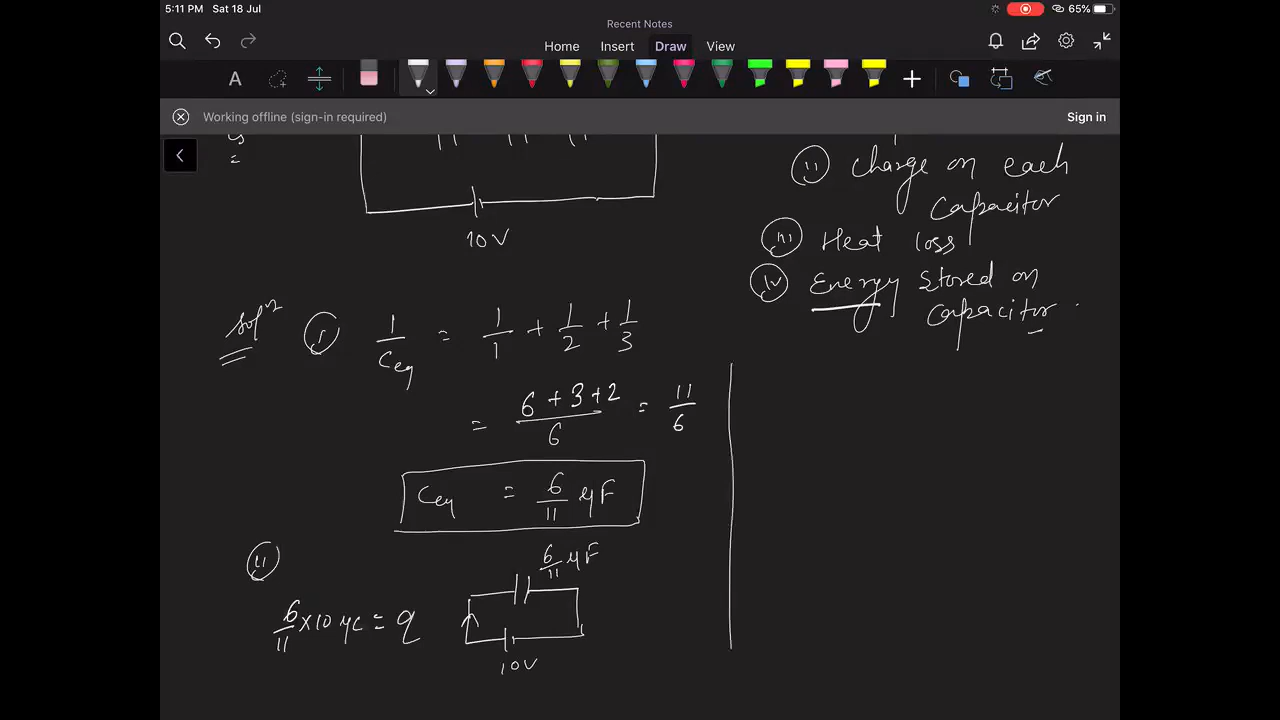 5:11 PM Sat 18 Jul
65%
Recent Notes
Home Insert Draw View
A
Working offline (sign-in required)
Sign in
10V
(ii) Charge on each
Capacitor
(iii) Heat loss
(iv) Energy stored on
Capacitor.
Solⁿ (i) 1/Ceq = 1/1 + 1/2 + 1/3
= (6+3+2)/6 = 11/6
Ceq = 6/11 μF
(ii)
6/11 μF
6/11 × 10 μC = q
10V